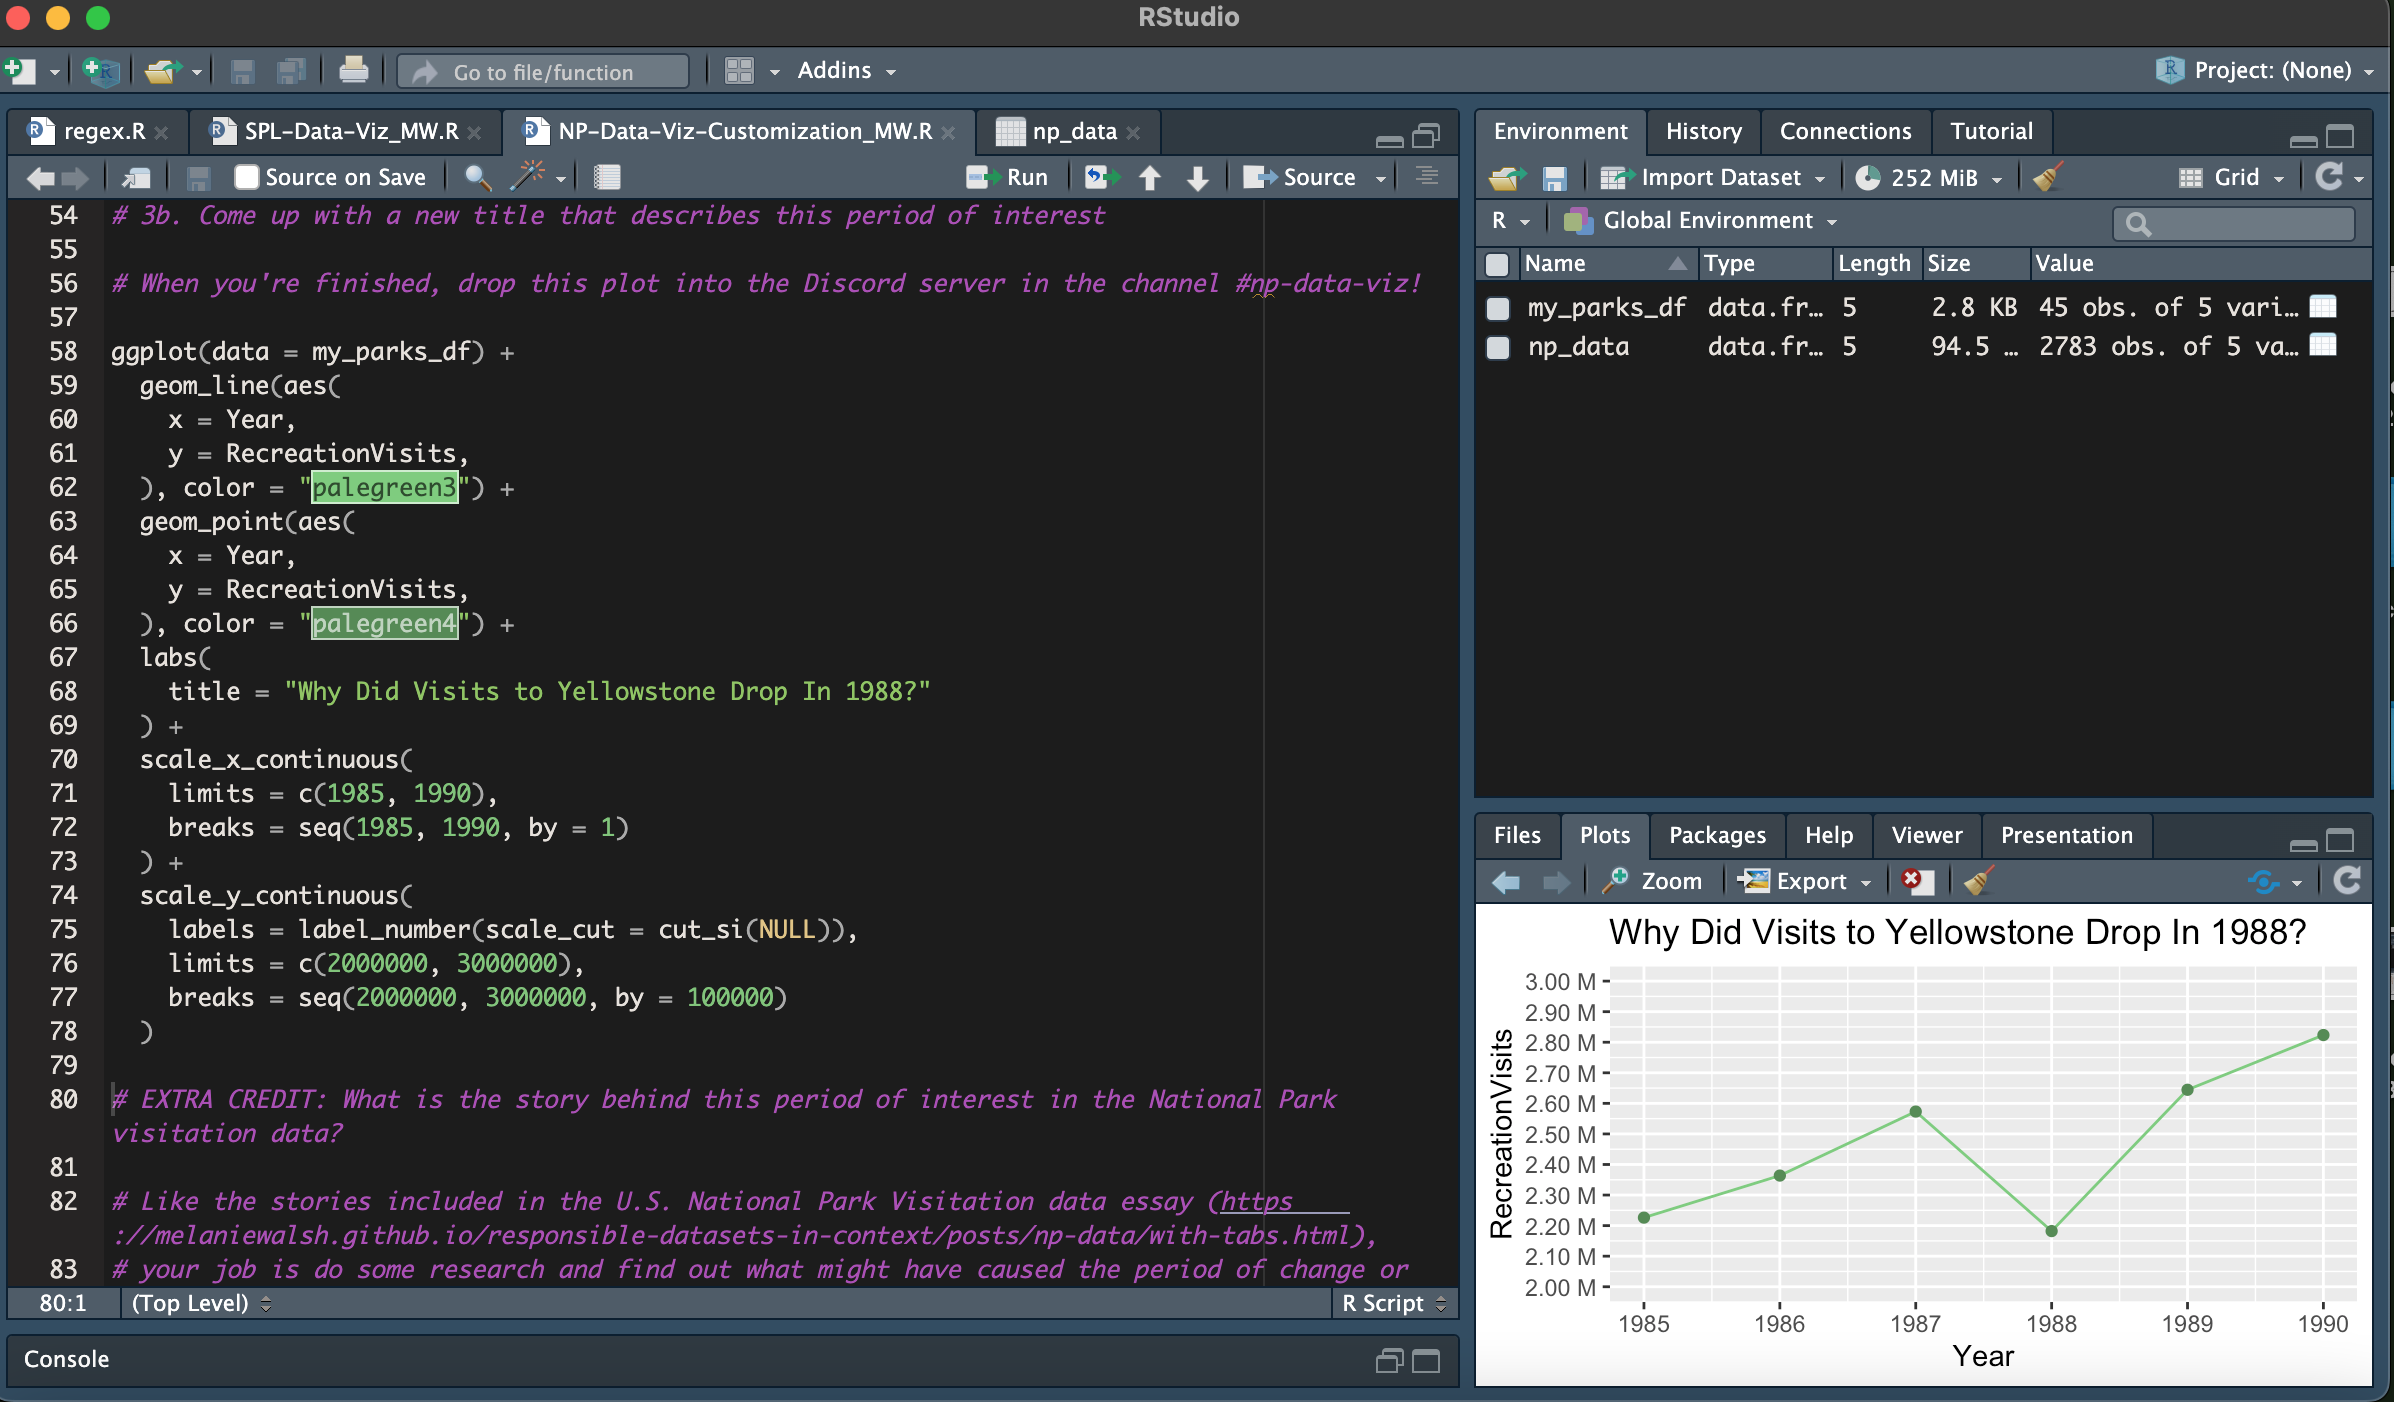 RStudio
Go to file/function
Addins
Project: (None)
regex.R
SPL-Data-Viz_MW.R
NP-Data-Viz-Customization_MW.R
np_data
Source on Save
Run
Source
54 # 3b. Come up with a new title that describes this period of interest
55
56 # When you're finished, drop this plot into the Discord server in the channel #np-data-viz!
57
58 ggplot(data = my_parks_df) +
59 geom_line(aes(
60 x = Year,
61 y = RecreationVisits,
62 ), color = "palegreen3") +
63 geom_point(aes(
64 x = Year,
65 y = RecreationVisits,
66 ), color = "palegreen4") +
67 labs(
68 title = "Why Did Visits to Yellowstone Drop In 1988?"
69 ) +
70 scale_x_continuous(
71 limits = c(1985, 1990),
72 breaks = seq(1985, 1990, by = 1)
73 ) +
74 scale_y_continuous(
75 labels = label_number(scale_cut = cut_si(NULL)),
76 limits = c(2000000, 3000000),
77 breaks = seq(2000000, 3000000, by = 100000)
78 )
79
80 # EXTRA CREDIT: What is the story behind this period of interest in the National Park
visitation data?
81
82 # Like the stories included in the U.S. National Park Visitation data essay (https
://melaniewalsh.github.io/responsible-datasets-in-context/posts/np-data/with-tabs.html),
83 # your job is do some research and find out what might have caused the period of change or
80:1
(Top Level)
R Script
Console
Environment
History
Connections
Tutorial
Import Dataset
252 MiB
Grid
R
Global Environment
Name Type Length Size Value
my_parks_df data.fr… 5 2.8 KB 45 obs. of 5 vari…
np_data data.fr… 5 94.5 … 2783 obs. of 5 va…
Files
Plots
Packages
Help
Viewer
Presentation
Zoom
Export
Why Did Visits to Yellowstone Drop In 1988?
RecreationVisits
3.00 M
2.90 M
2.80 M
2.70 M
2.60 M
2.50 M
2.40 M
2.30 M
2.20 M
2.10 M
2.00 M
1985 1986 1987 1988 1989 1990
Year